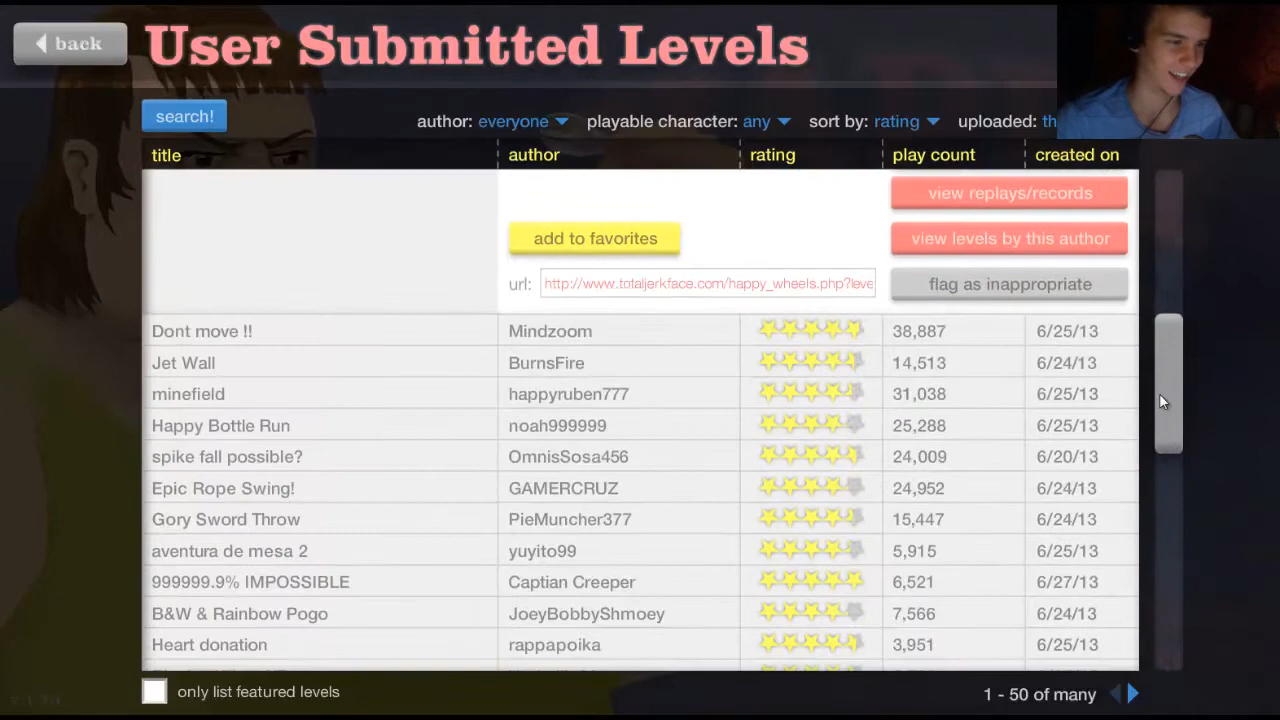 back
User Submitted Levels
search!
author: everyone playable character: any sort by: rating uploaded: th
title author rating play count created on
view replays/records
add to favorites view levels by this author
url: http://www.totaljerkface.com/happy_wheels.php?leve flag as inappropriate
Dont move !! Mindzoom 38,887 6/25/13
Jet Wall BurnsFire 14,513 6/24/13
minefield happyruben777 31,038 6/25/13
Happy Bottle Run noah999999 25,288 6/25/13
spike fall possible? OmnisSosa456 24,009 6/20/13
Epic Rope Swing! GAMERCRUZ 24,952 6/24/13
Gory Sword Throw PieMuncher377 15,447 6/24/13
aventura de mesa 2 yuyito99 5,915 6/25/13
999999.9% IMPOSSIBLE Captian Creeper 6,521 6/27/13
B&W & Rainbow Pogo JoeyBobbyShmoey 7,566 6/24/13
Heart donation rappapoika 3,951 6/25/13
only list featured levels 1 - 50 of many